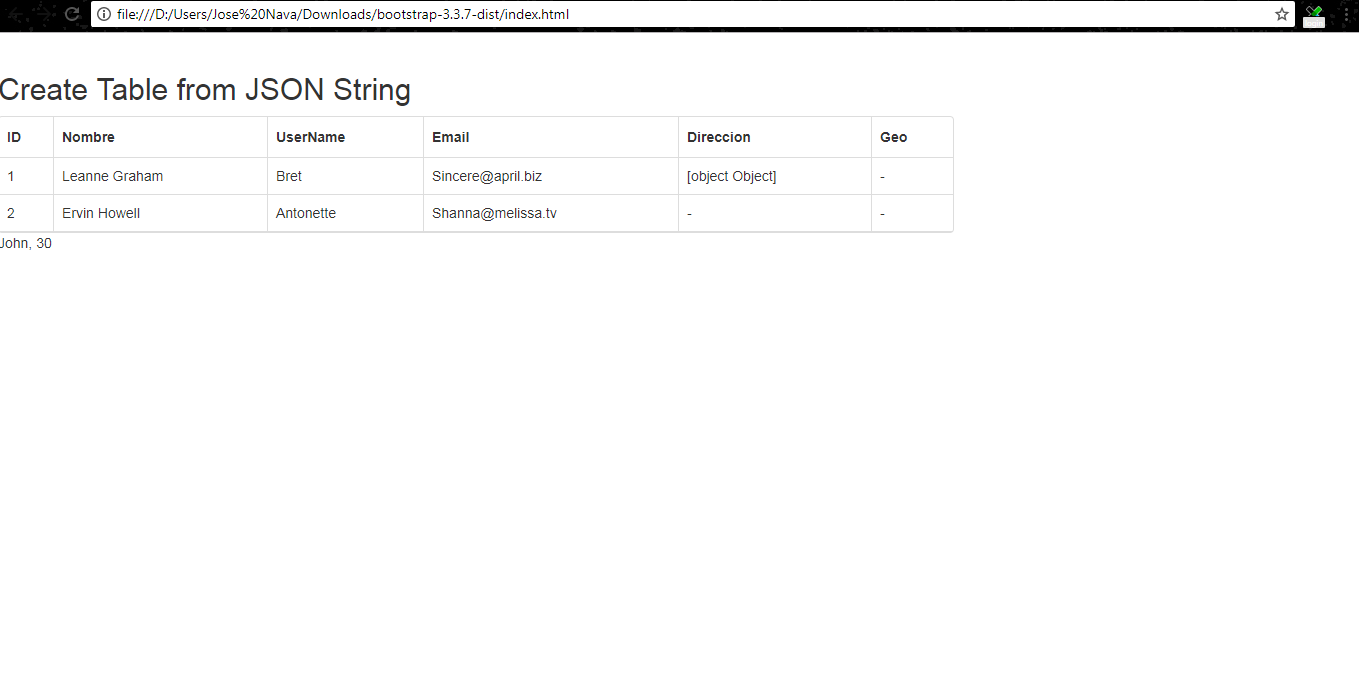 file:///D:/Users/Jose%20Nava/Downloads/bootstrap-3.3.7-dist/index.html
Create Table from JSON String
ID Nombre UserName Email Direccion Geo
1 Leanne Graham Bret Sincere@april.biz [object Object] -
2 Ervin Howell Antonette Shanna@melissa.tv - -
John, 30